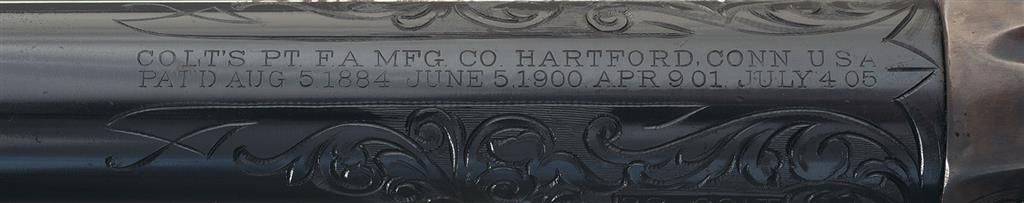 COLT'S PT. F.A. MFG. CO. HARTFORD, CONN. U.S.A.
PAT'D AUG 5 1884 JUNE 5, 1900. APR 9 01. JULY 4 05